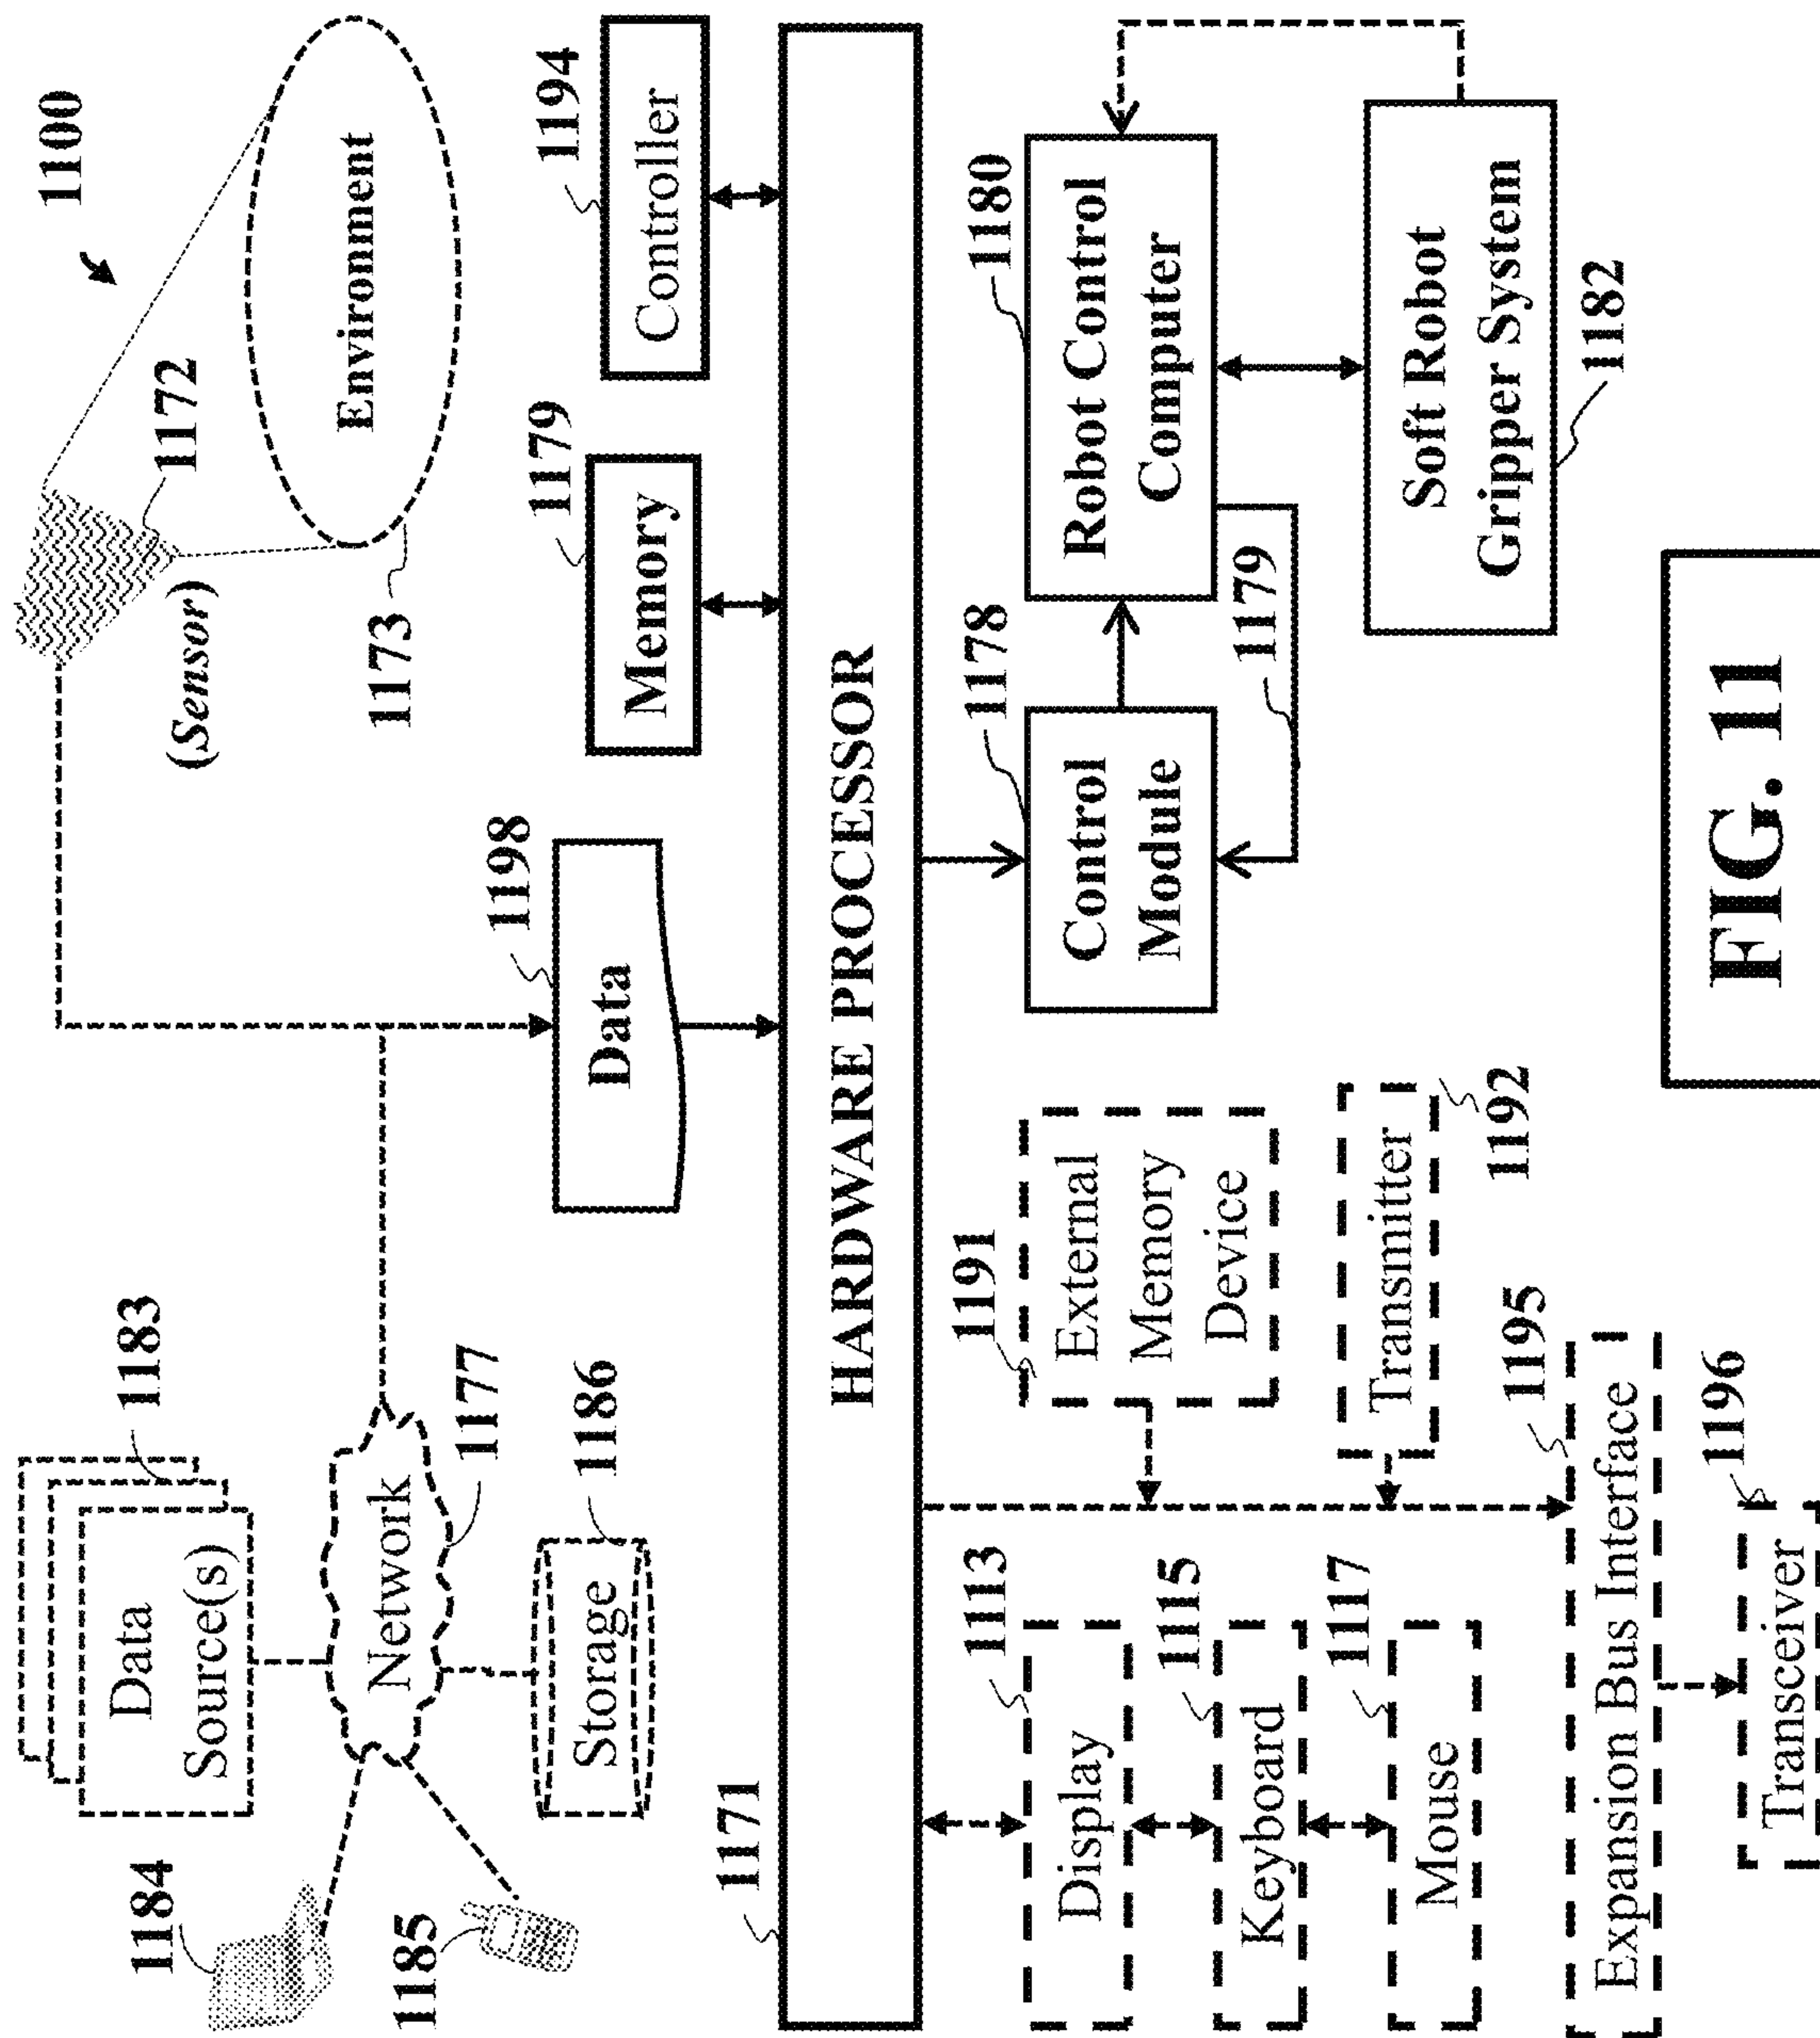 1100
1183
Data
Source(s)
1184
1185
Network
1177
Storage
1186
(Sensor)
1172
Environment
1173
1198
Data
1179
Memory
1194
Controller
1171
HARDWARE PROCESSOR
1113
Display
1115
Keyboard
1117
Mouse
1191
External
Memory
Device
Transmitter
1192
1195
Expansion Bus Interface
1196
Transceiver
1178
Control
Module
1180
Robot Control
Computer
1179
Soft Robot
Gripper System
1182
FIG. 11